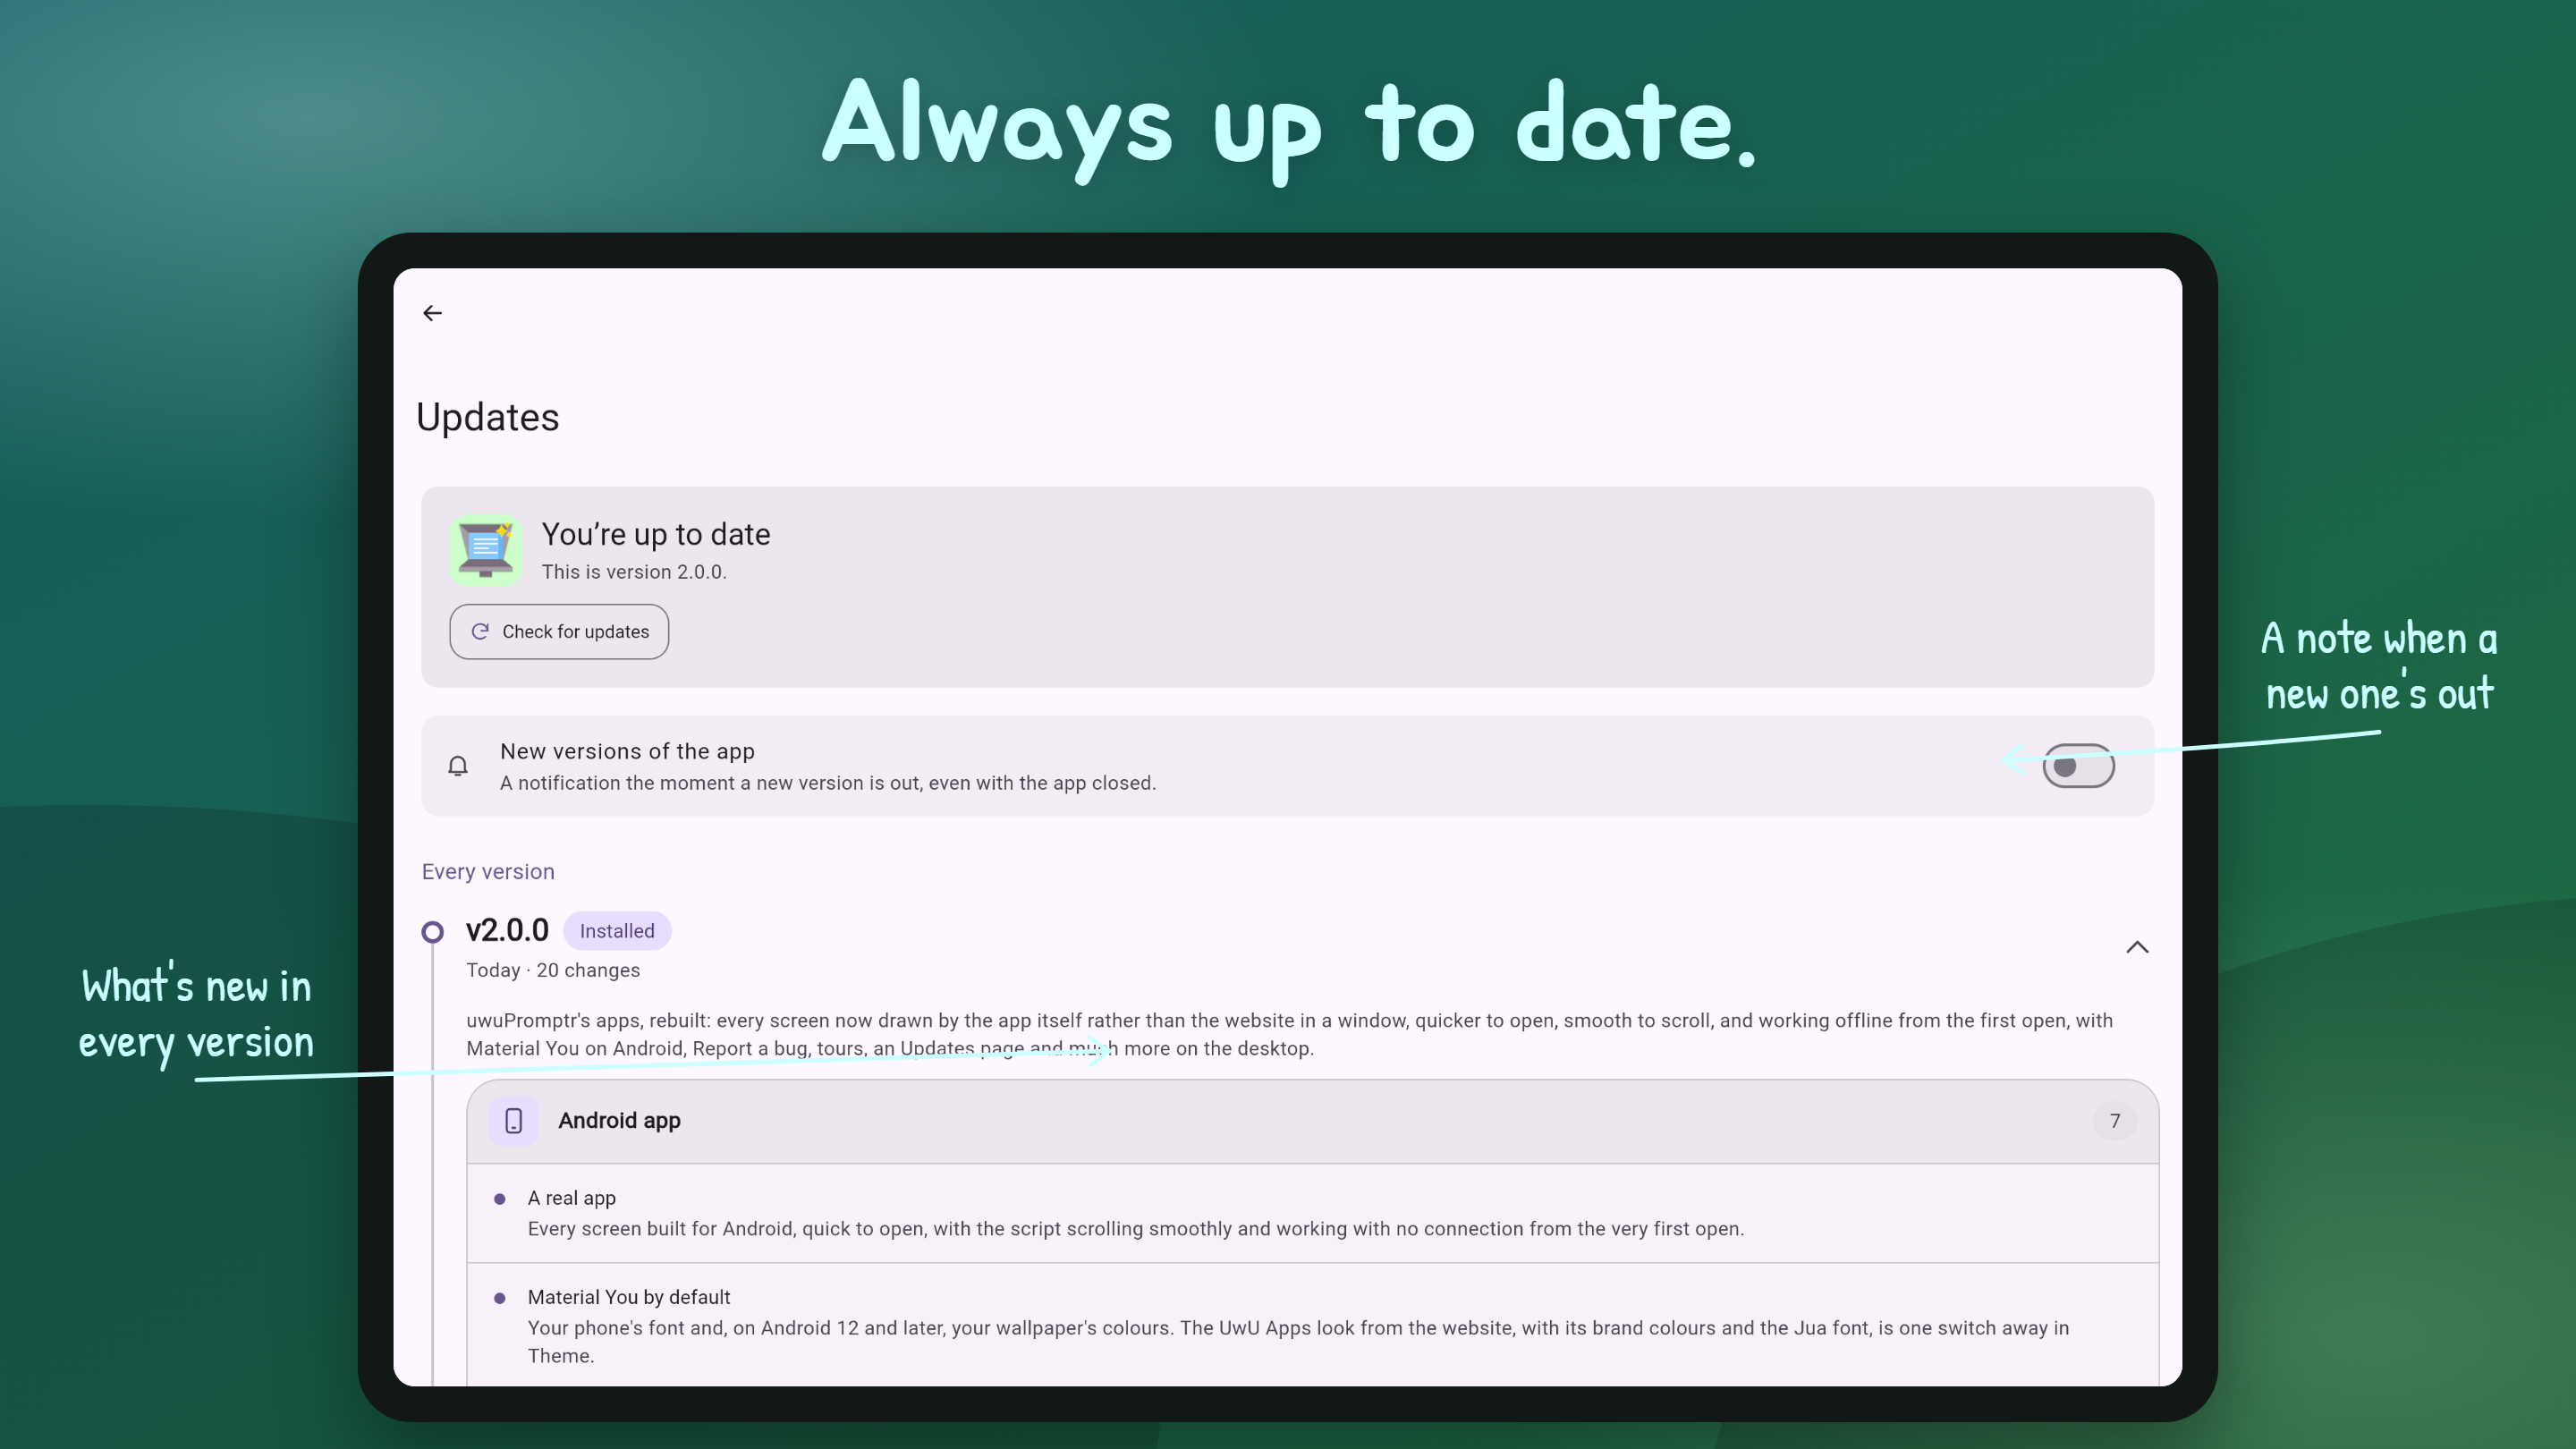 Always up to date.
Updates
You’re up to date
This is version 2.0.0.
Check for updates
A note when a
new one's out
New versions of the app
A notification the moment a new version is out, even with the app closed.
Every version
v2.0.0 Installed
Today · 20 changes
What's new in
every version
uwuPromptr's apps, rebuilt: every screen now drawn by the app itself rather than the website in a window, quicker to open, smooth to scroll, and working offline from the first open, with
Material You on Android, Report a bug, tours, an Updates page and much more on the desktop.
Android app 7
A real app
Every screen built for Android, quick to open, with the script scrolling smoothly and working with no connection from the very first open.
Material You by default
Your phone's font and, on Android 12 and later, your wallpaper's colours. The UwU Apps look from the website, with its brand colours and the Jua font, is one switch away in
Theme.